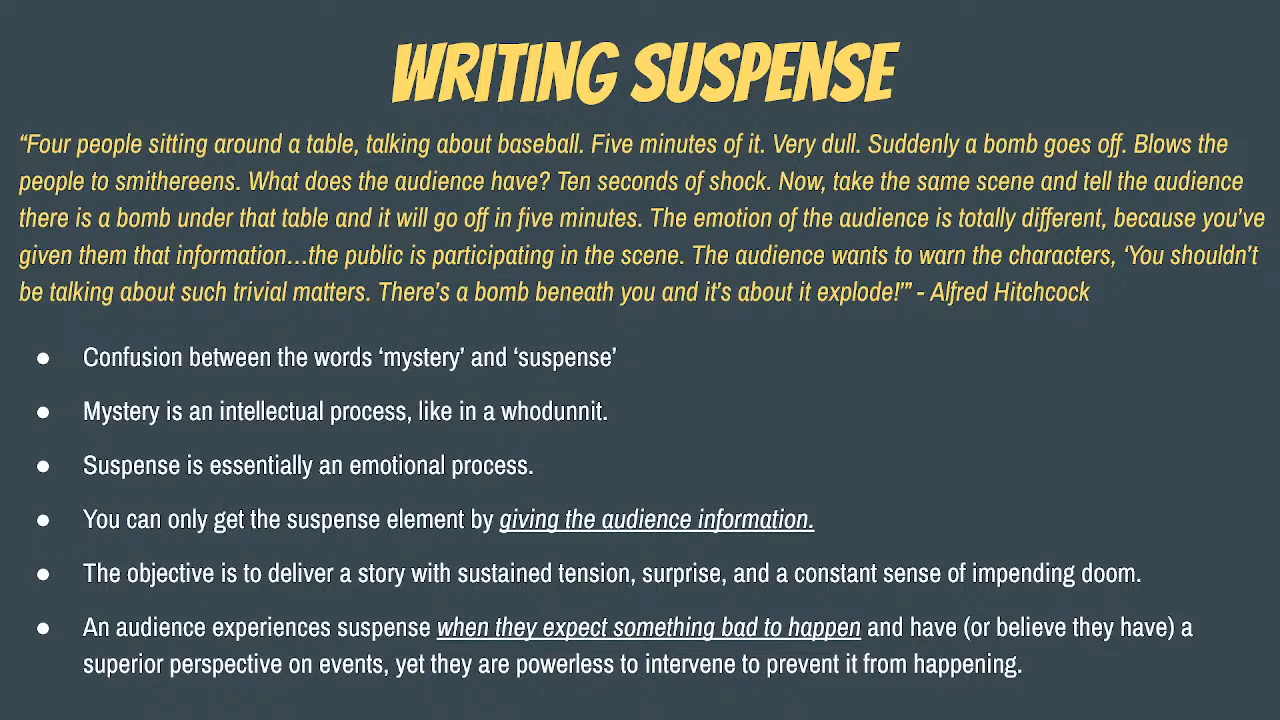 WRITING SUSPENSE
“Four people sitting around a table, talking about baseball. Five minutes of it. Very dull. Suddenly a bomb goes off. Blows the
people to smithereens. What does the audience have? Ten seconds of shock. Now, take the same scene and tell the audience
there is a bomb under that table and it will go off in five minutes. The emotion of the audience is totally different, because you’ve
given them that information…the public is participating in the scene. The audience wants to warn the characters, ‘You shouldn’t
be talking about such trivial matters. There’s a bomb beneath you and it’s about it explode!’” - Alfred Hitchcock
● Confusion between the words ‘mystery’ and ‘suspense’
● Mystery is an intellectual process, like in a whodunnit.
● Suspense is essentially an emotional process.
● You can only get the suspense element by giving the audience information.
● The objective is to deliver a story with sustained tension, surprise, and a constant sense of impending doom.
● An audience experiences suspense when they expect something bad to happen and have (or believe they have) a
superior perspective on events, yet they are powerless to intervene to prevent it from happening.